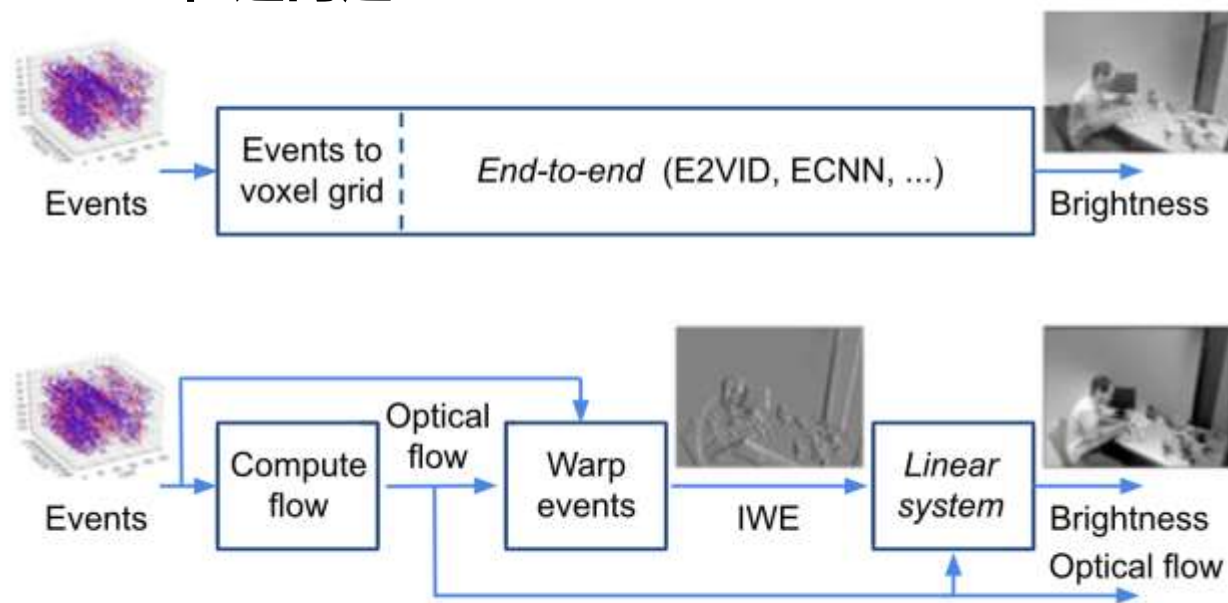 Events
Events to
voxel grid
End-to-end (E2VID, ECNN, ...)
Brightness
Events
Compute
flow
Optical
flow
Warp
events
IWE
Linear
system
Brightness
Optical flow